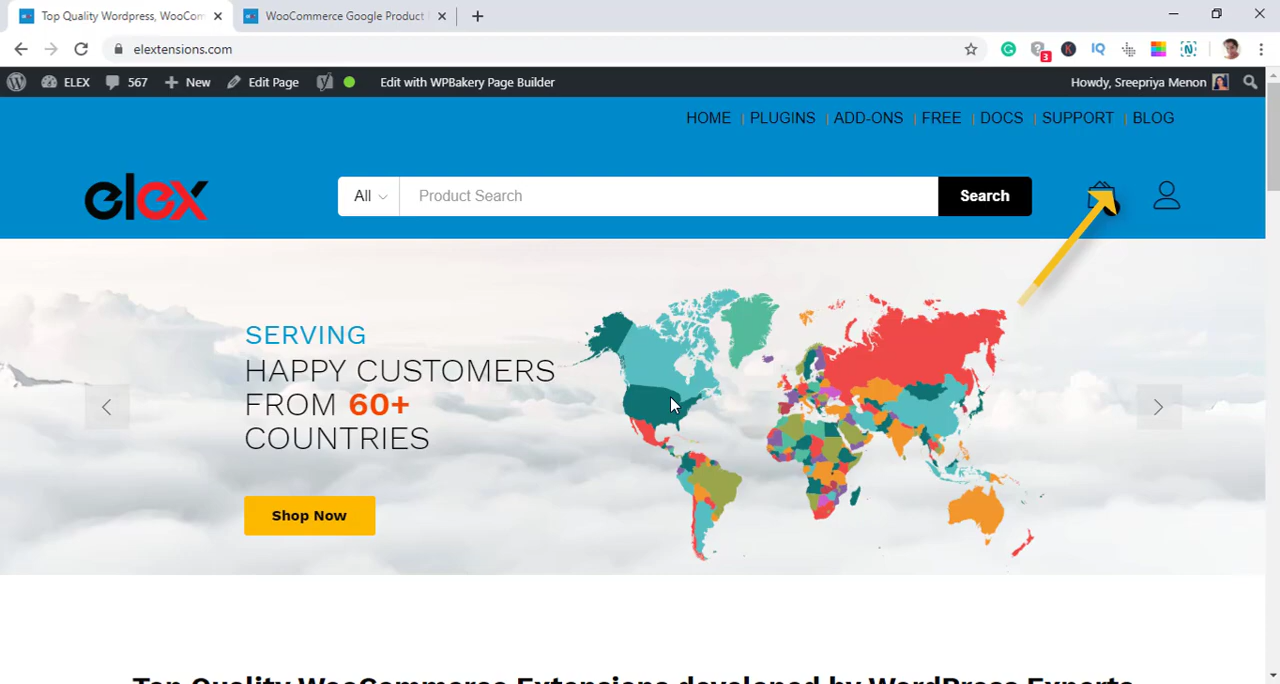 Top Quality Wordpress, WooCom
WooCommerce Google Product
elextensions.com
3
ELEX 567 New Edit Page Edit with WPBakery Page Builder Howdy, Sreepriya Menon
HOME | PLUGINS | ADD-ONS | FREE | DOCS | SUPPORT | BLOG
elex
All Product Search Search
SERVING
HAPPY CUSTOMERS
FROM 60+
COUNTRIES
Shop Now
Top Quality WooCommerce Extensions developed by WordPress Experts